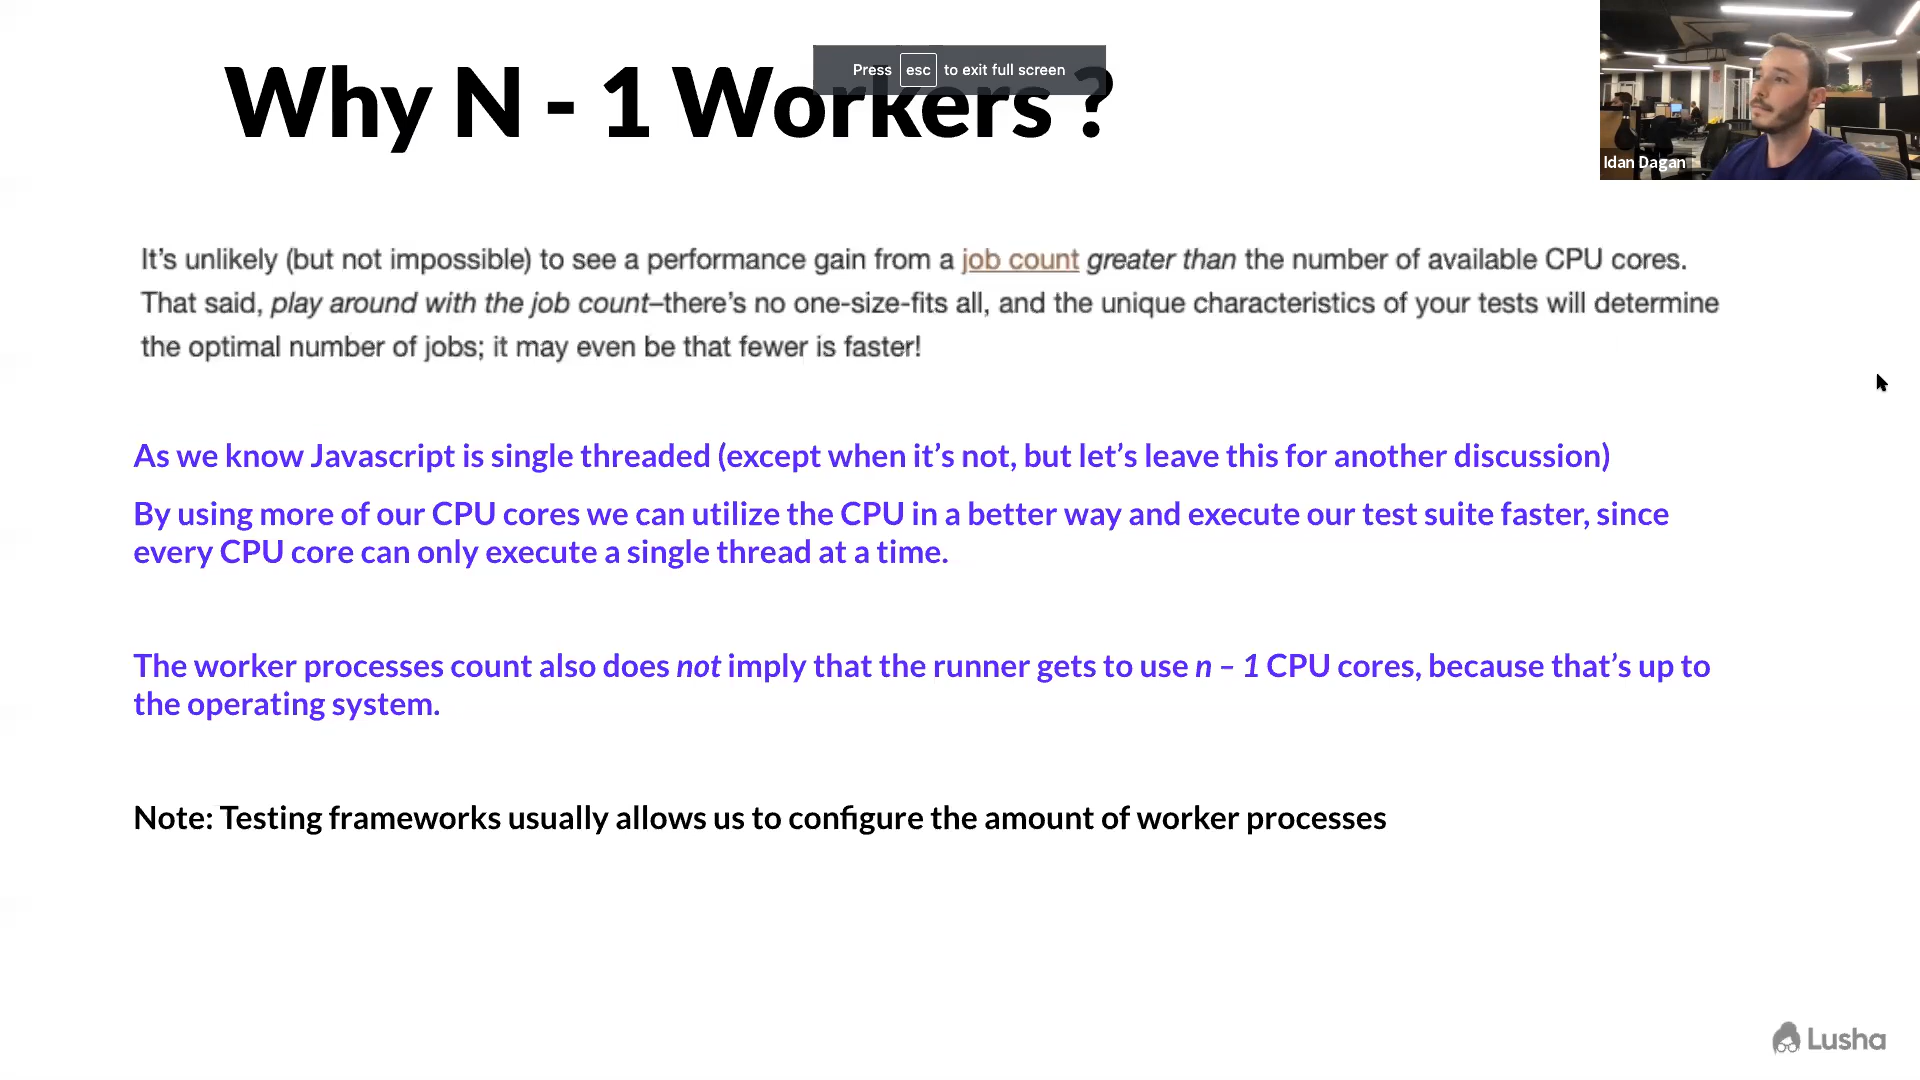 Why N - 1 Workers ?
Press esc to exit full screen
Idan Dagan
It's unlikely (but not impossible) to see a performance gain from a job count greater than the number of available CPU cores.
That said, play around with the job count–there's no one-size-fits all, and the unique characteristics of your tests will determine
the optimal number of jobs; it may even be that fewer is faster!
As we know Javascript is single threaded (except when it's not, but let's leave this for another discussion)
By using more of our CPU cores we can utilize the CPU in a better way and execute our test suite faster, since
every CPU core can only execute a single thread at a time.
The worker processes count also does not imply that the runner gets to use n – 1 CPU cores, because that's up to
the operating system.
Note: Testing frameworks usually allows us to configure the amount of worker processes
Lusha